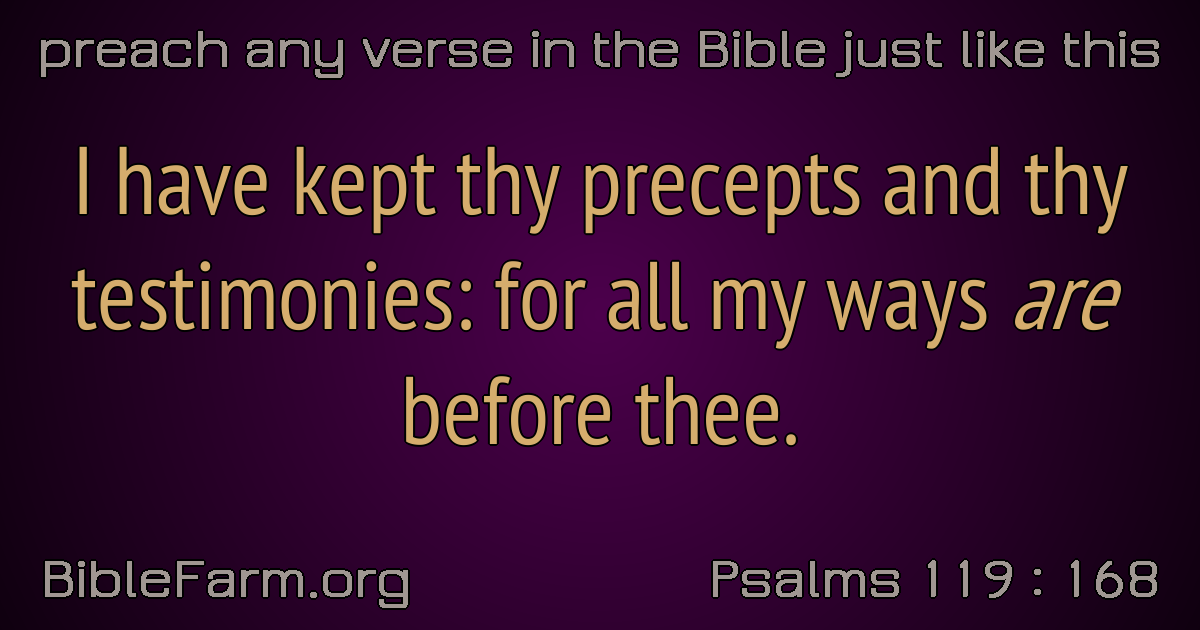 preach any verse in the Bible just like this
I have kept thy precepts and thy
testimonies: for all my ways are
before thee.
BibleFarm.org
Psalms 119 : 168